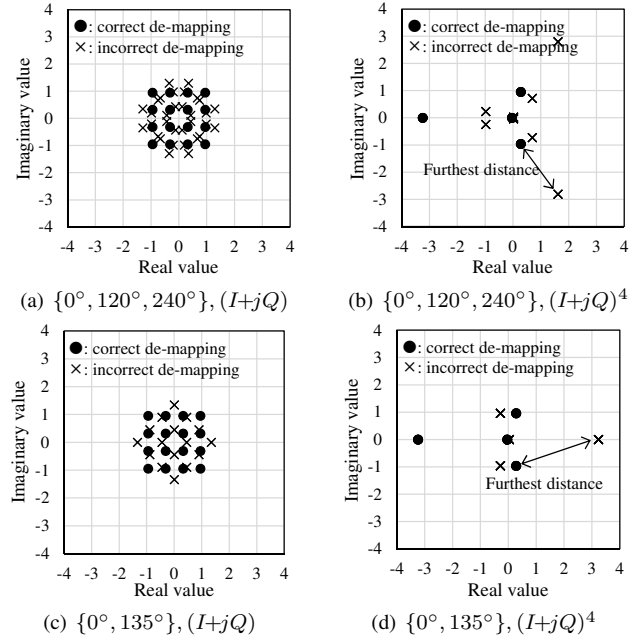 4
●: correct de-mapping
3
×: incorrect de-mapping
2
1
0
-1
-2
-3
-4
-4 -3 -2 -1 0 1 2 3 4
Imaginary value
Real value
(a) {0°, 120°, 240°}, (I+jQ)
4
●: correct de-mapping
3
×: incorrect de-mapping
2
1
0
-1
-2
Furthest distance
-3
-4
-4 -3 -2 -1 0 1 2 3 4
Imaginary value
Real value
(b) {0°, 120°, 240°}, (I+jQ)⁴
4
●: correct de-mapping
3
×: incorrect de-mapping
2
1
0
-1
-2
-3
-4
-4 -3 -2 -1 0 1 2 3 4
Imaginary value
Real value
(c) {0°, 135°}, (I+jQ)
4
●: correct de-mapping
3
×: incorrect de-mapping
2
1
0
-1
Furthest distance
-2
-3
-4
-4 -3 -2 -1 0 1 2 3 4
Imaginary value
Real value
(d) {0°, 135°}, (I+jQ)⁴